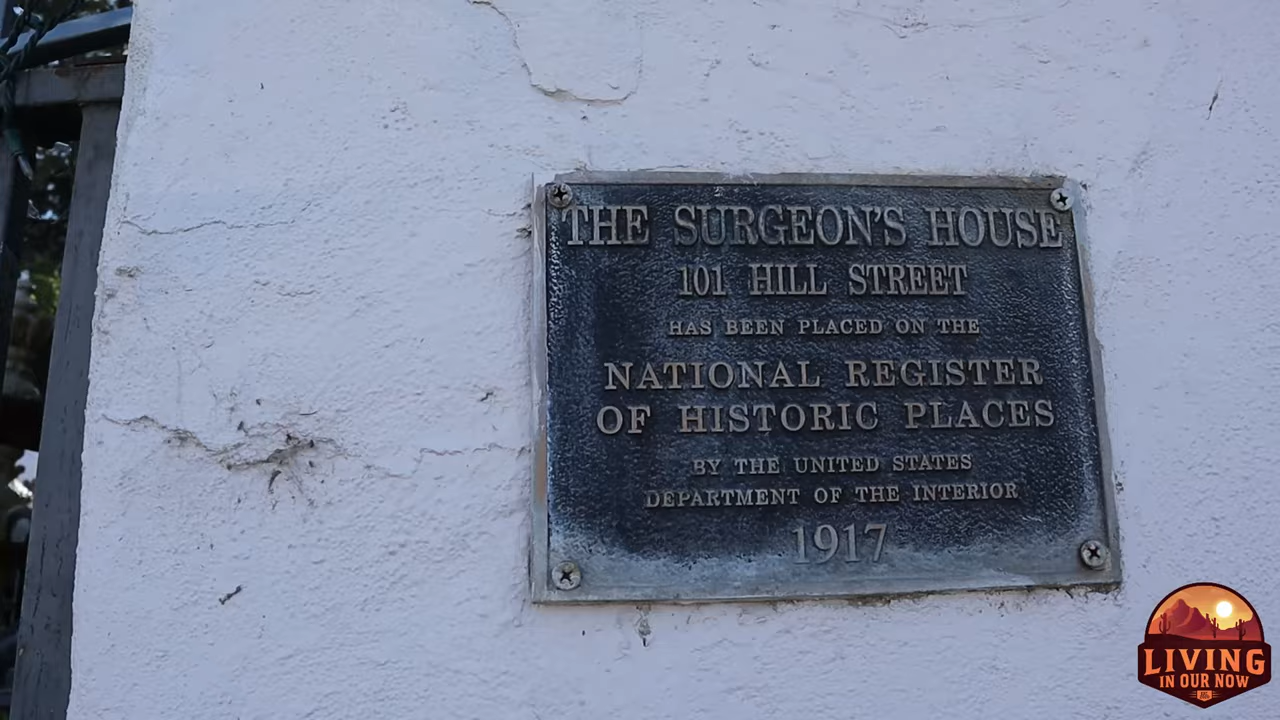 THE SURGEON'S HOUSE
101 HILL STREET
HAS BEEN PLACED ON THE
NATIONAL REGISTER
OF HISTORIC PLACES
BY THE UNITED STATES
DEPARTMENT OF THE INTERIOR
1917
LIVING
IN OUR NOW